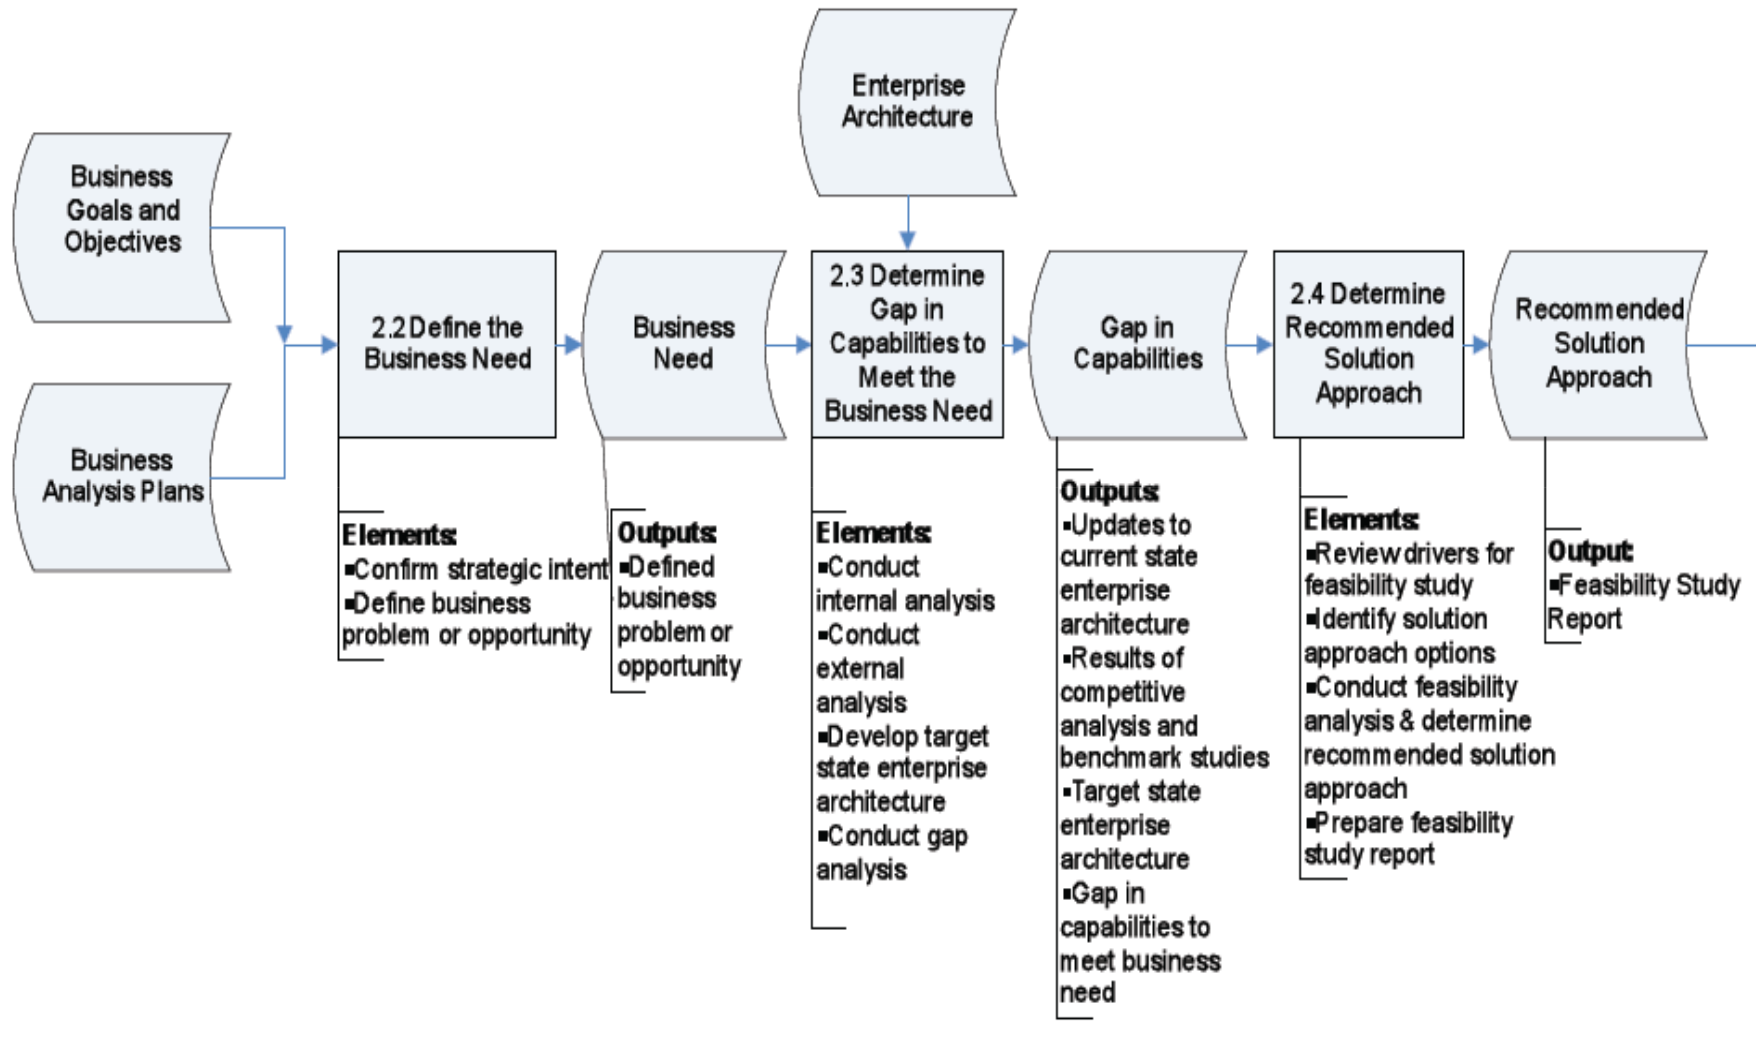 Enterprise
Architecture
Business
Goals and
Objectives
Business
Analysis Plans
2.2 Define the
Business Need
Business
Need
2.3 Determine
Gap in
Capabilities to
Meet the
Business Need
Gap in
Capabilities
2.4 Determine
Recommended
Solution
Approach
Recommended
Solution
Approach
Elements:
▪Confirm strategic intent
▪Define business
problem or opportunity
Outputs:
▪Defined
business
problem or
opportunity
Elements:
▪Conduct
internal analysis
▪Conduct
external
analysis
▪Develop target
state enterprise
architecture
▪Conduct gap
analysis
Outputs:
▪Updates to
current state
enterprise
architecture
▪Results of
competitive
analysis and
benchmark studies
▪Target state
enterprise
architecture
▪Gap in
capabilities to
meet business
need
Elements:
▪Review drivers for
feasibility study
▪Identify solution
approach options
▪Conduct feasibility
analysis & determine
recommended solution
approach
▪Prepare feasibility
study report
Output:
▪Feasibility Study
Report